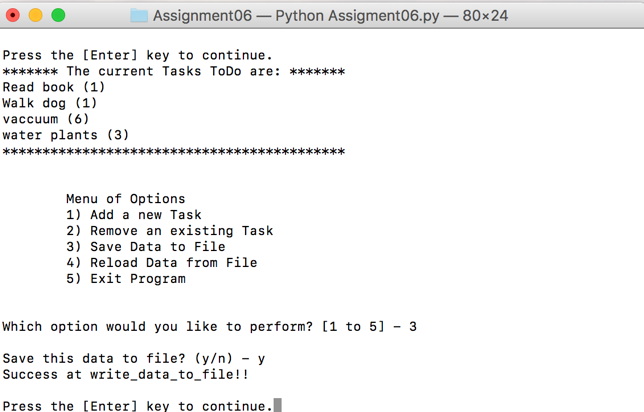 Assignment06 — Python Assigment06.py — 80×24
Press the [Enter] key to continue.
******* The current Tasks ToDo are: *******
Read book (1)
Walk dog (1)
vaccuum (6)
water plants (3)
*******************************************
Menu of Options
1) Add a new Task
2) Remove an existing Task
3) Save Data to File
4) Reload Data from File
5) Exit Program
Which option would you like to perform? [1 to 5] - 3
Save this data to file? (y/n) - y
Success at write_data_to_file!!
Press the [Enter] key to continue.